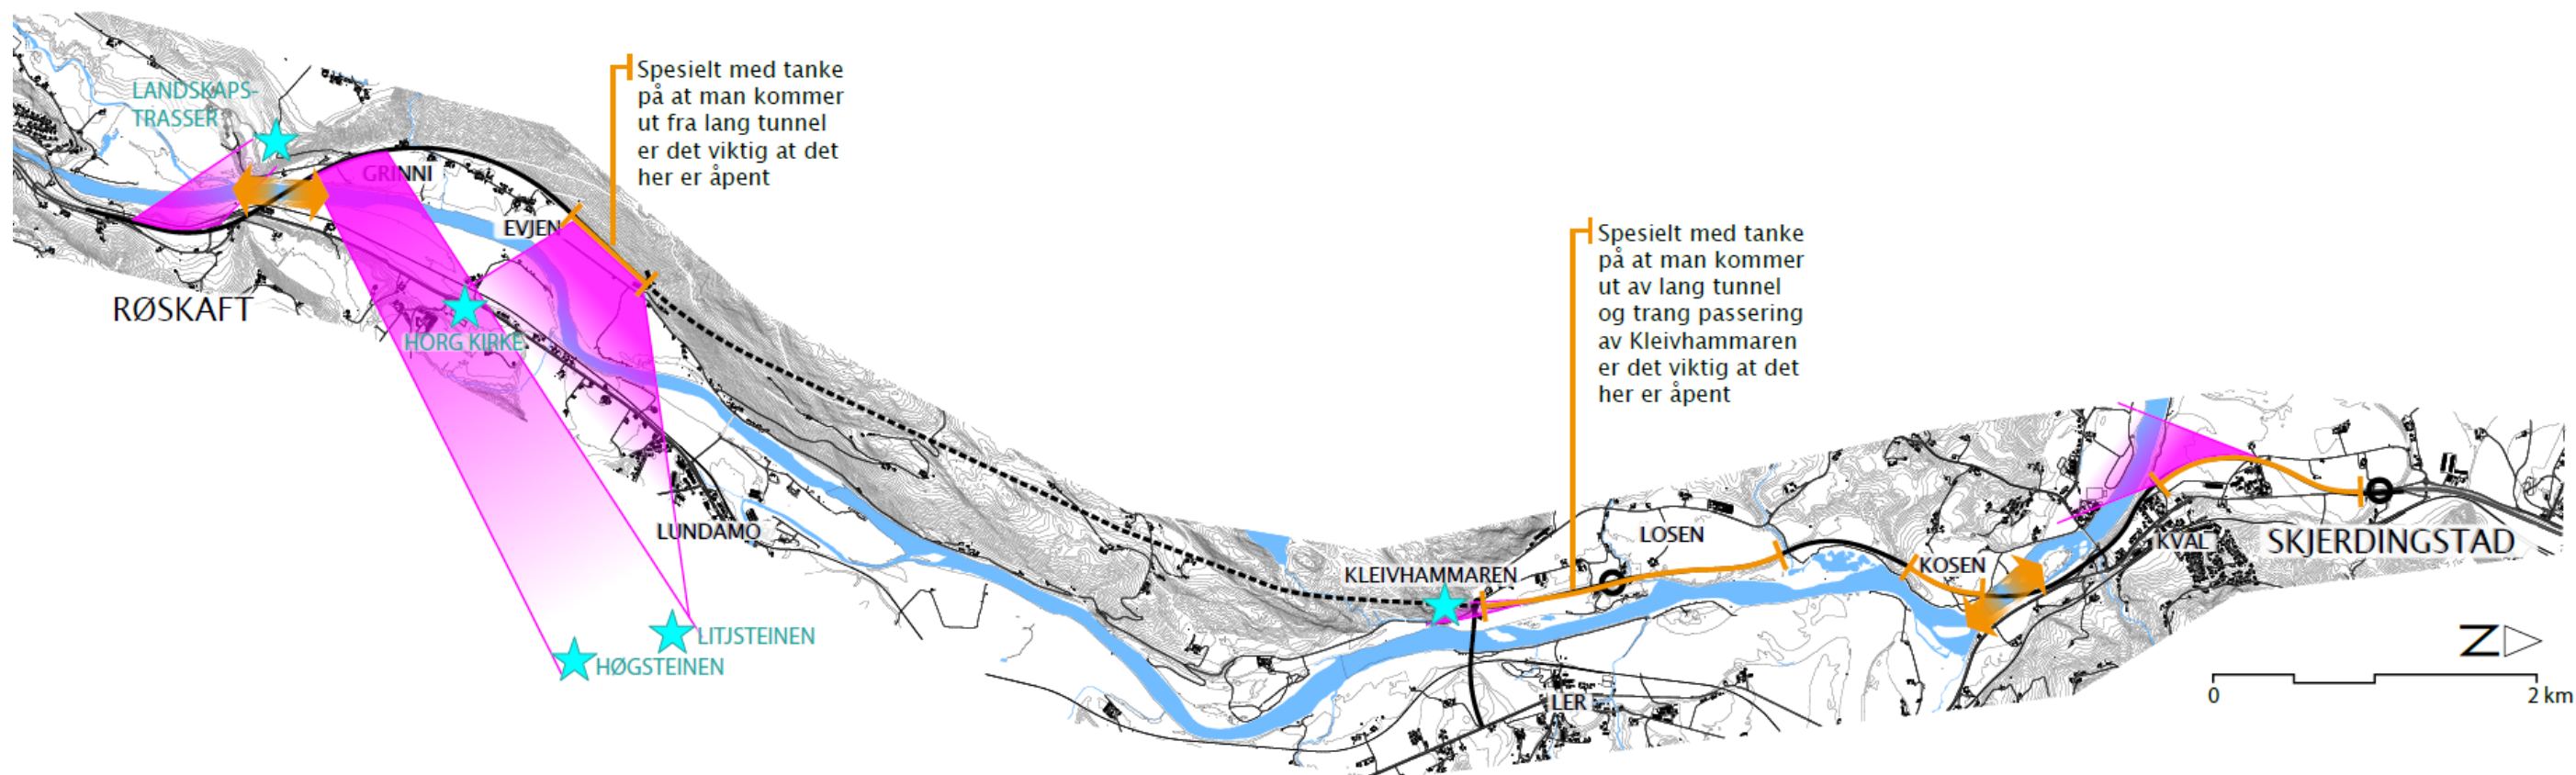 LANDSKAPS-
TRASSER
Spesielt med tanke
på at man kommer
ut fra lang tunnel
er det viktig at det
her er åpent
GRINNI
EVJEN
RØSKAFT
HORG KIRKE
LUNDAMO
LITJSTEINEN
HØGSTEINEN
Spesielt med tanke
på at man kommer
ut av lang tunnel
og trang passering
av Kleivhammaren
er det viktig at det
her er åpent
KLEIVHAMMAREN
LOSEN
KOSEN
KVÅL
SKJERDINGSTAD
LER
N
0
2 km